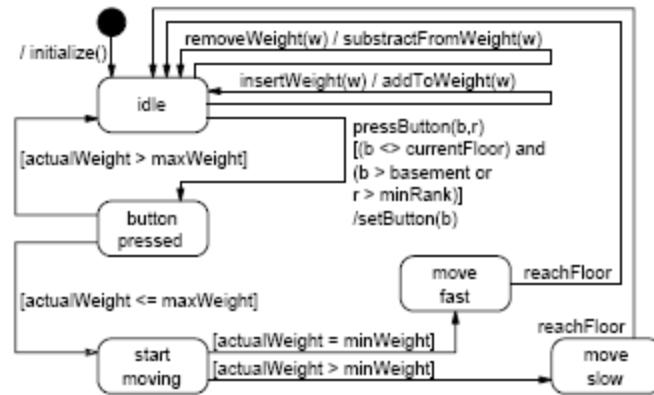 removeWeight(w) / substractFromWeight(w)
/ initialize()
insertWeight(w) / addToWeight(w)
idle
pressButton(b,r)
[(b <> currentFloor) and
(b > basement or
r > minRank)]
/setButton(b)
[actualWeight > maxWeight]
button
pressed
move
fast
reachFloor
[actualWeight <= maxWeight]
reachFloor
start
moving
[actualWeight = minWeight]
[actualWeight > minWeight]
move
slow